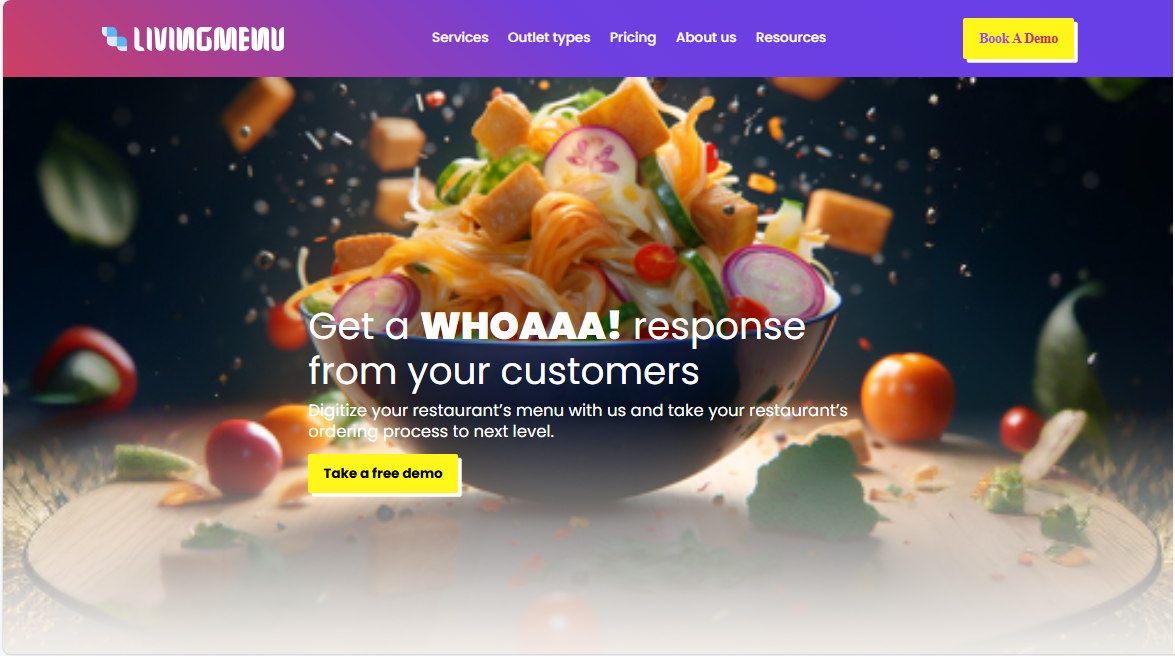 LIVINGMENU
Services Outlet types Pricing About us Resources
Book A Demo
Get a WHOAAA! response
from your customers
Digitize your restaurant's menu with us and take your restaurant's
ordering process to next level.
Take a free demo